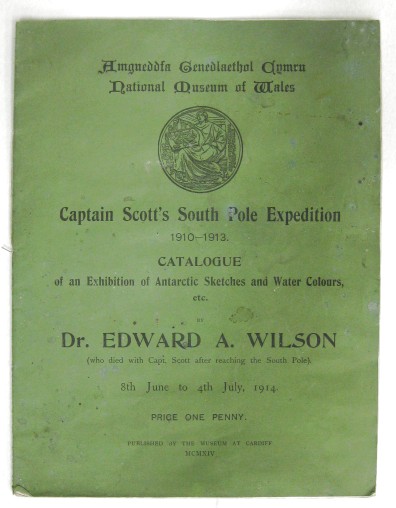 Amgueddfa Genedlaethol Cymru
National Museum of Wales
Captain Scott's South Pole Expedition
1910—1913.
CATALOGUE
of an Exhibition of Antarctic Sketches and Water Colours,
etc.
BY
Dr. EDWARD A. WILSON
(who died with Capt. Scott after reaching the South Pole).
8th June to 4th July, 1914.
PRICE ONE PENNY.
PUBLISHED BY THE MUSEUM AT CARDIFF.
MCMXIV